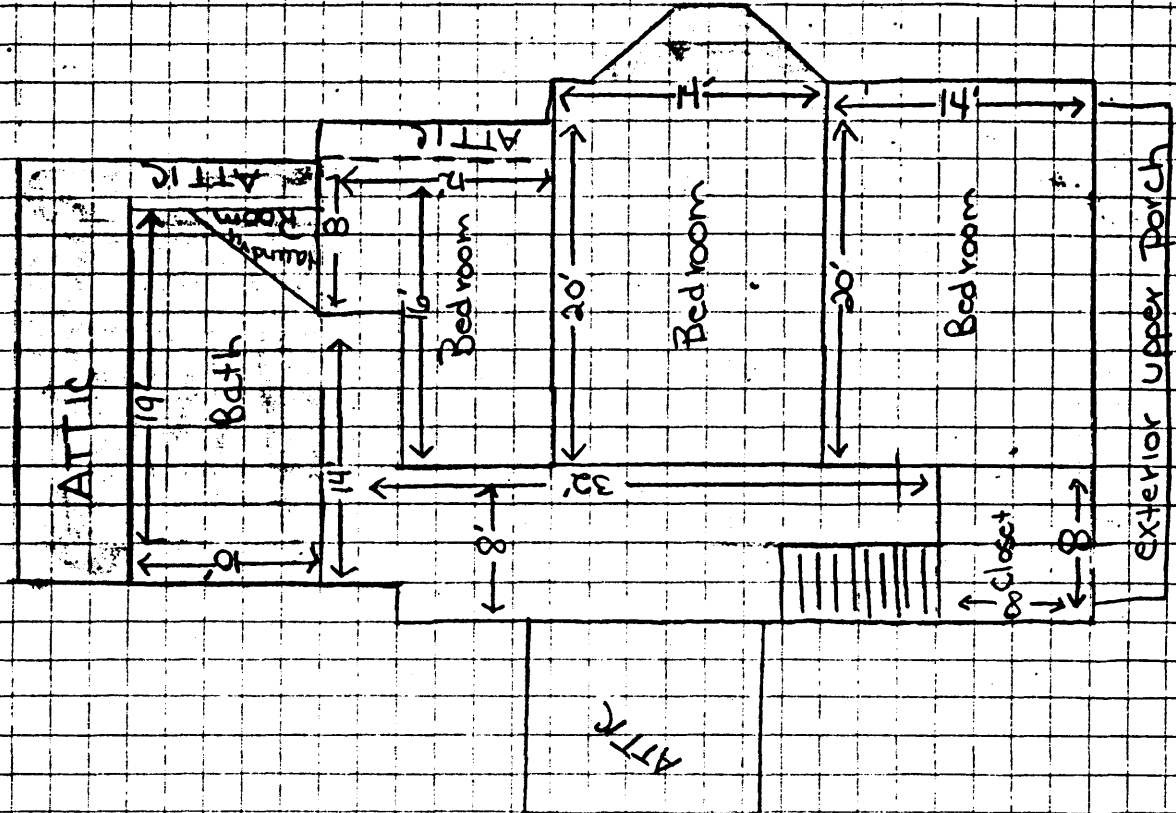 14'
14'
ATTIC
ATTIC
12'
Laundry
Room
8
19'
16'
20'
20'
Bedroom
Bedroom
Bedroom
exterior upper porch
Bath
ATTIC
14'
32'
10'
8'
Closet
8
8
ATTIC